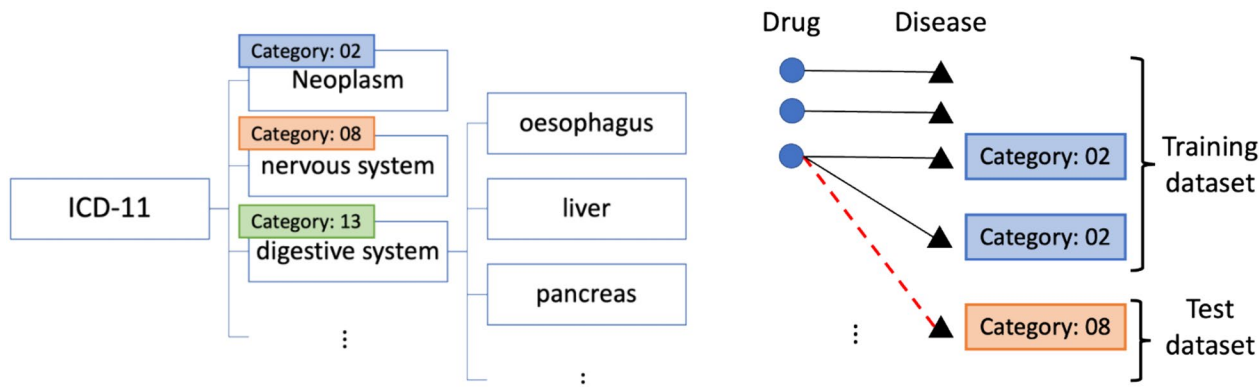 ICD-11
Category: 02
Neoplasm
Category: 08
nervous system
Category: 13
digestive system
⋮
oesophagus
liver
pancreas
⋮
Drug
Disease
Category: 02
Category: 02
Training
dataset
⋮
Category: 08
Test
dataset